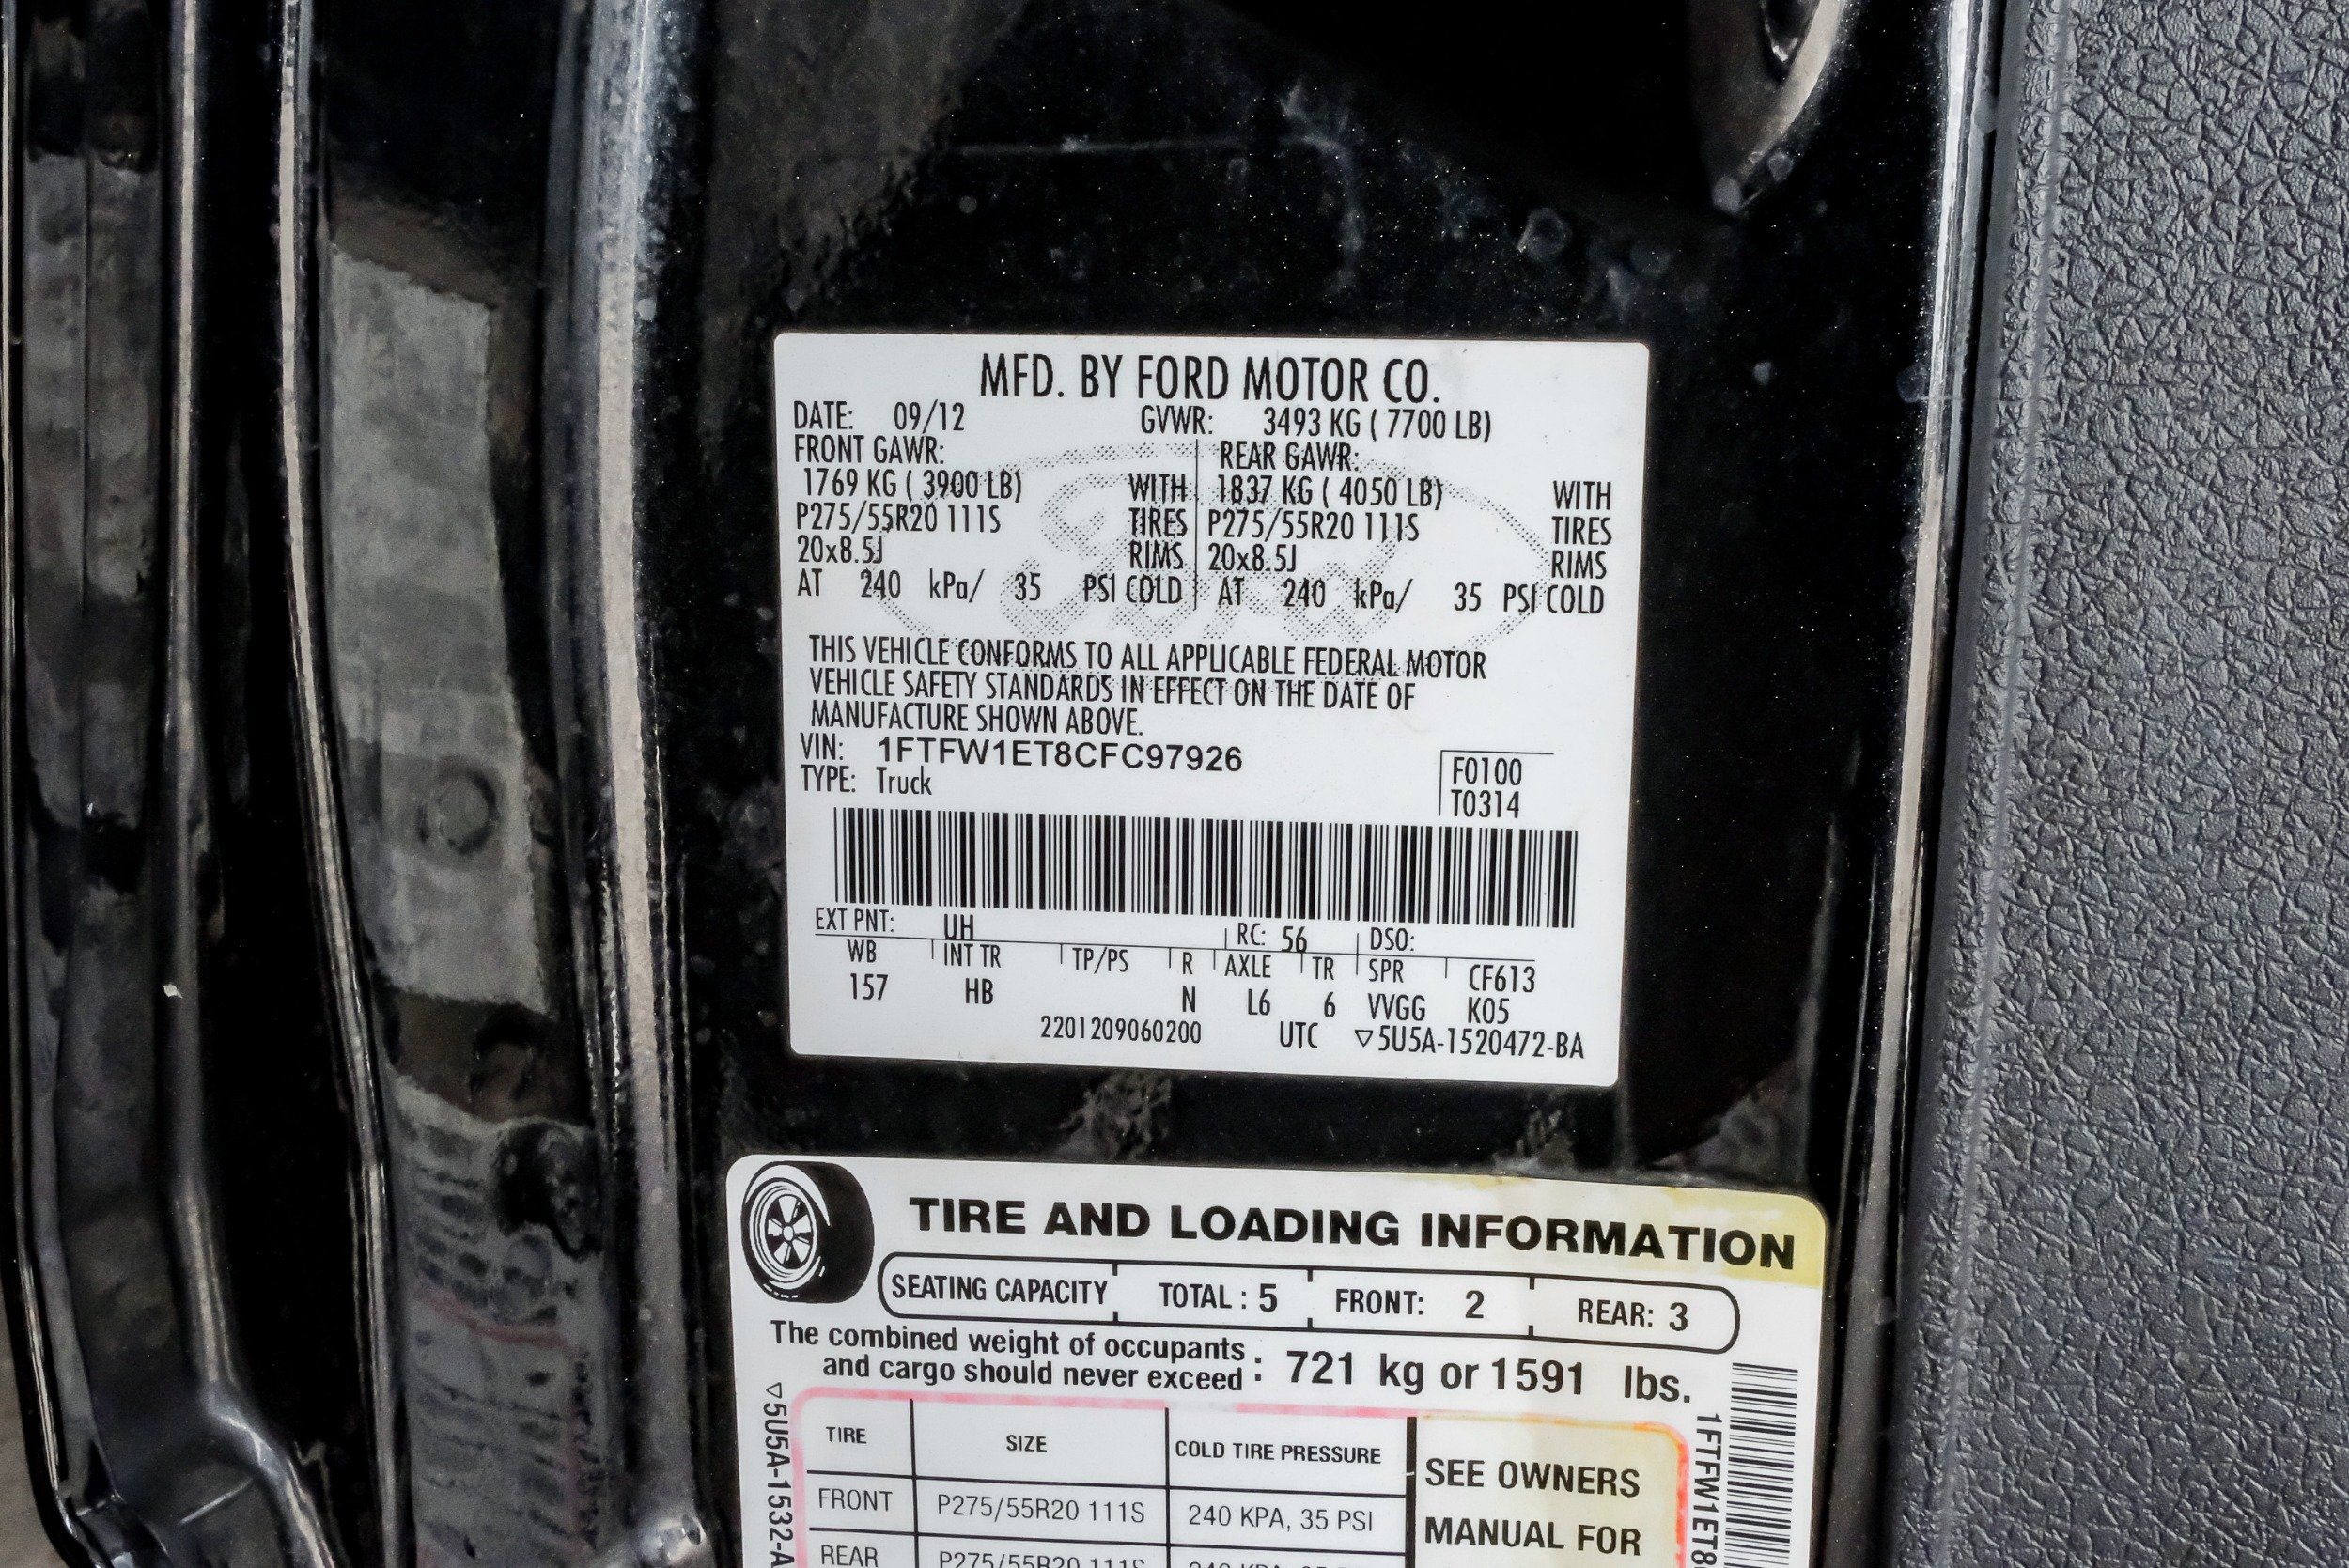 MFD. BY FORD MOTOR CO.
DATE: 09/12 GVWR: 3493 KG ( 7700 LB)
FRONT GAWR: REAR GAWR:
1769 KG ( 3900 LB) WITH 1837 KG ( 4050 LB) WITH
P275/55R20 111S TIRES P275/55R20 111S TIRES
20x8.5J RIMS 20x8.5J RIMS
AT 240 kPa/ 35 PSI COLD AT 240 kPa/ 35 PSI COLD
Ford
THIS VEHICLE CONFORMS TO ALL APPLICABLE FEDERAL MOTOR
VEHICLE SAFETY STANDARDS IN EFFECT ON THE DATE OF
MANUFACTURE SHOWN ABOVE.
VIN: 1FTFW1ET8CFC97926
TYPE: Truck
F0100
T0314
EXT PNT: UH RC: 56 DSO:
WB INT TR TP/PS R AXLE TR SPR CF613
157 HB N L6 6 VVGG K05
2201209060200 UTC ▽5U5A-1520472-BA
TIRE AND LOADING INFORMATION
SEATING CAPACITY TOTAL : 5 FRONT: 2 REAR: 3
The combined weight of occupants
and cargo should never exceed : 721 kg or 1591 lbs.
TIRE SIZE COLD TIRE PRESSURE
FRONT P275/55R20 111S 240 KPA, 35 PSI
REAR P275/55R20 111S
SEE OWNERS
MANUAL FOR
▽5U5A-1532-A
1FTFW1ET8